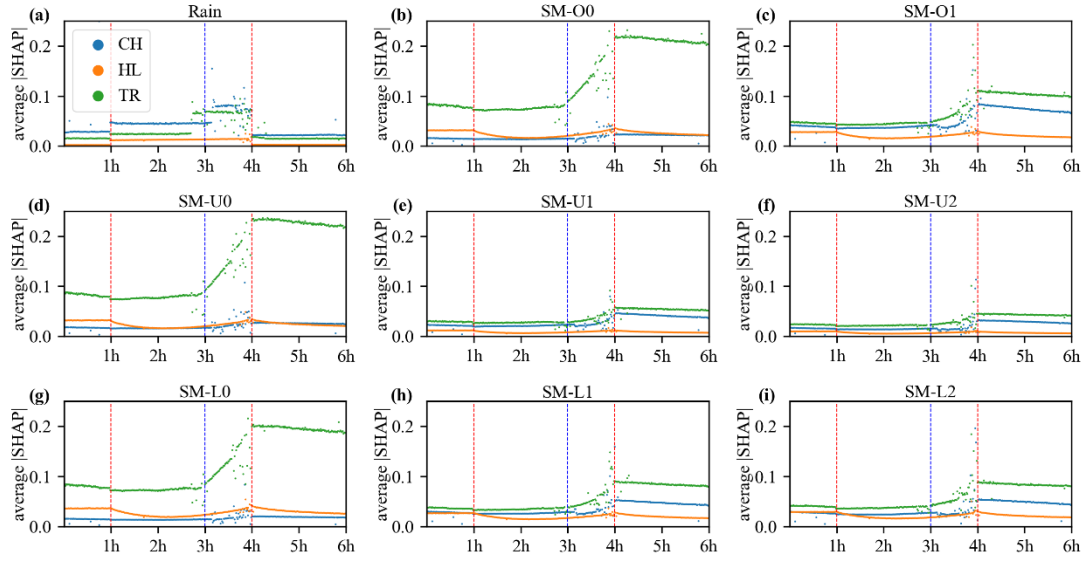 (a) Rain
average |SHAP|
0.2
0.1
0.0
CH
HL
TR
1h 2h 3h 4h 5h 6h
(b) SM-O0
average |SHAP|
0.2
0.1
0.0
1h 2h 3h 4h 5h 6h
(c) SM-O1
average |SHAP|
0.2
0.1
0.0
1h 2h 3h 4h 5h 6h
(d) SM-U0
average |SHAP|
0.2
0.1
0.0
1h 2h 3h 4h 5h 6h
(e) SM-U1
average |SHAP|
0.2
0.1
0.0
1h 2h 3h 4h 5h 6h
(f) SM-U2
average |SHAP|
0.2
0.1
0.0
1h 2h 3h 4h 5h 6h
(g) SM-L0
average |SHAP|
0.2
0.1
0.0
1h 2h 3h 4h 5h 6h
(h) SM-L1
average |SHAP|
0.2
0.1
0.0
1h 2h 3h 4h 5h 6h
(i) SM-L2
average |SHAP|
0.2
0.1
0.0
1h 2h 3h 4h 5h 6h